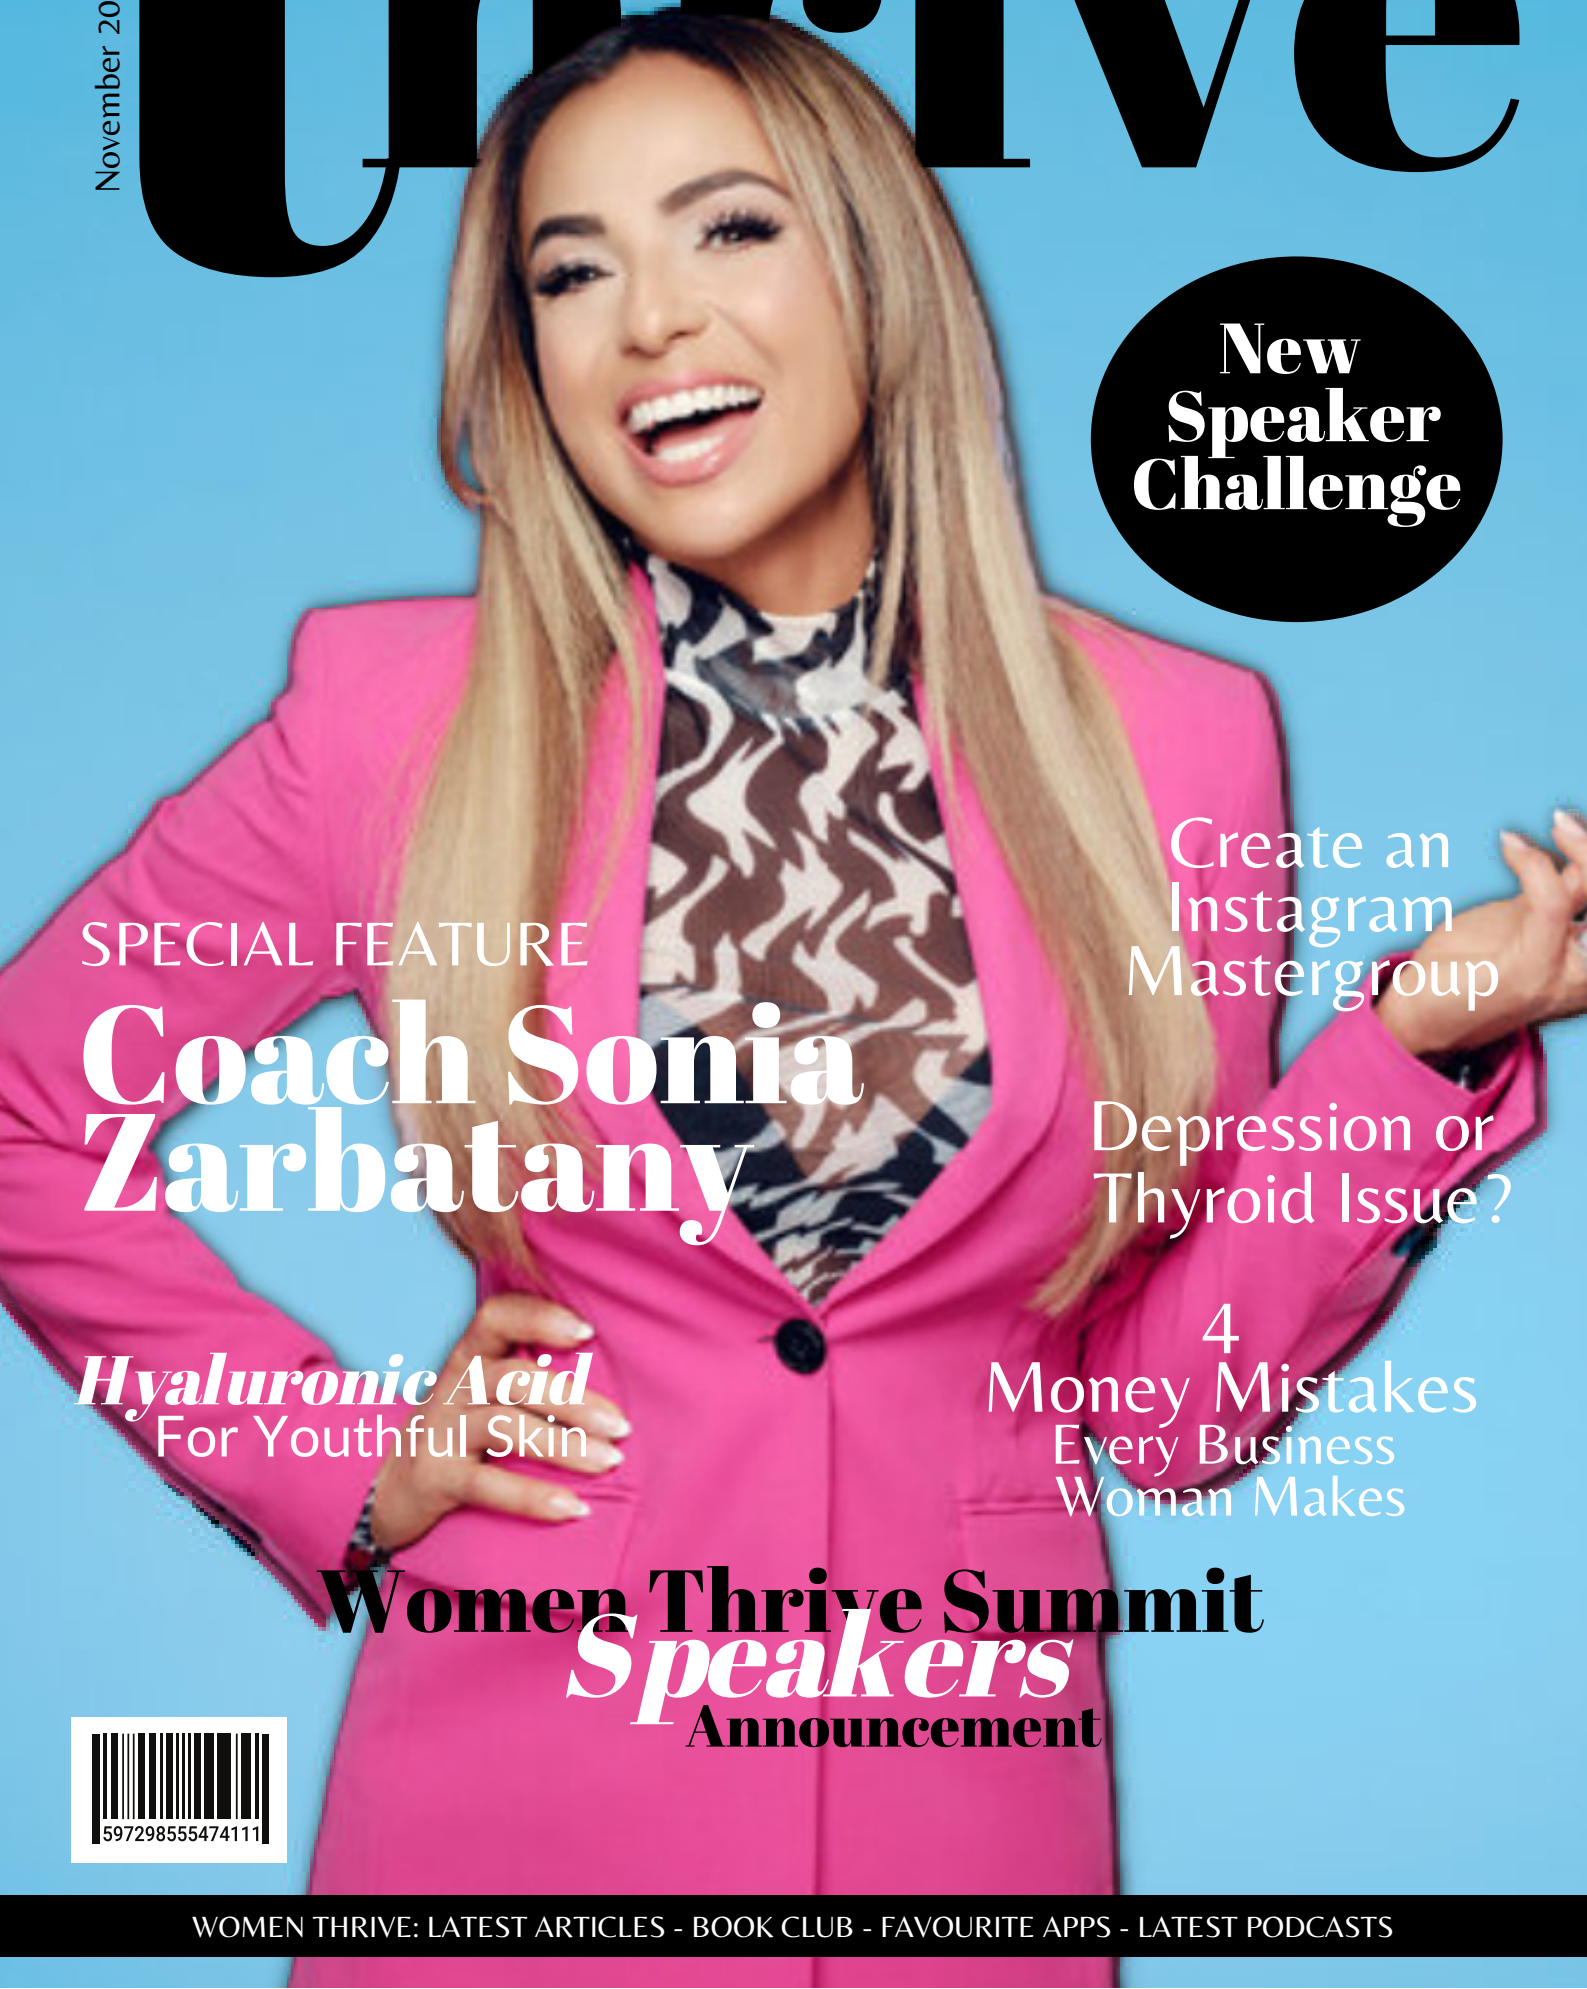 November 20
thrive
New
Speaker
Challenge
Create an
Instagram
Mastergroup
SPECIAL FEATURE
Coach Sonia
Zarbatany
Depression or
Thyroid Issue?
4
Money Mistakes
Every Business
Woman Makes
Hyaluronic Acid
For Youthful Skin
Women Thrive Summit
Speakers
Announcement
597298555474111
WOMEN THRIVE: LATEST ARTICLES - BOOK CLUB - FAVOURITE APPS - LATEST PODCASTS